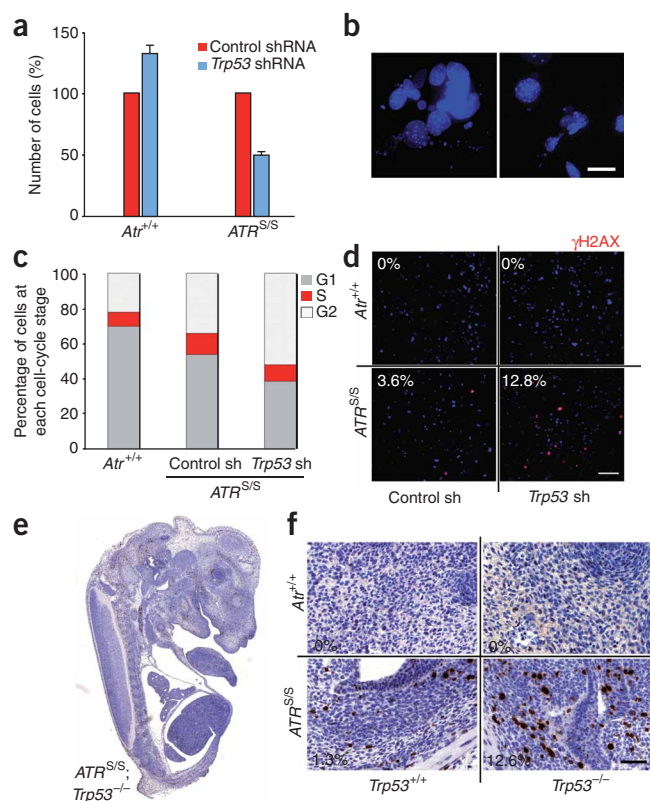 a
Number of cells (%)
150
100
50
0
Control shRNA
Trp53 shRNA
Atr+/+
ATRS/S
b
c
Percentage of cells at
each cell-cycle stage
100
80
60
40
20
0
G1
S
G2
Atr+/+
Control sh
Trp53 sh
ATRS/S
d
γH2AX
Atr+/+
0%
0%
ATRS/S
3.6%
12.8%
Control sh
Trp53 sh
e
ATRS/S;
Trp53−/−
f
Atr+/+
0%
0%
ATRS/S
1.3%
12.6%
Trp53+/+
Trp53−/−